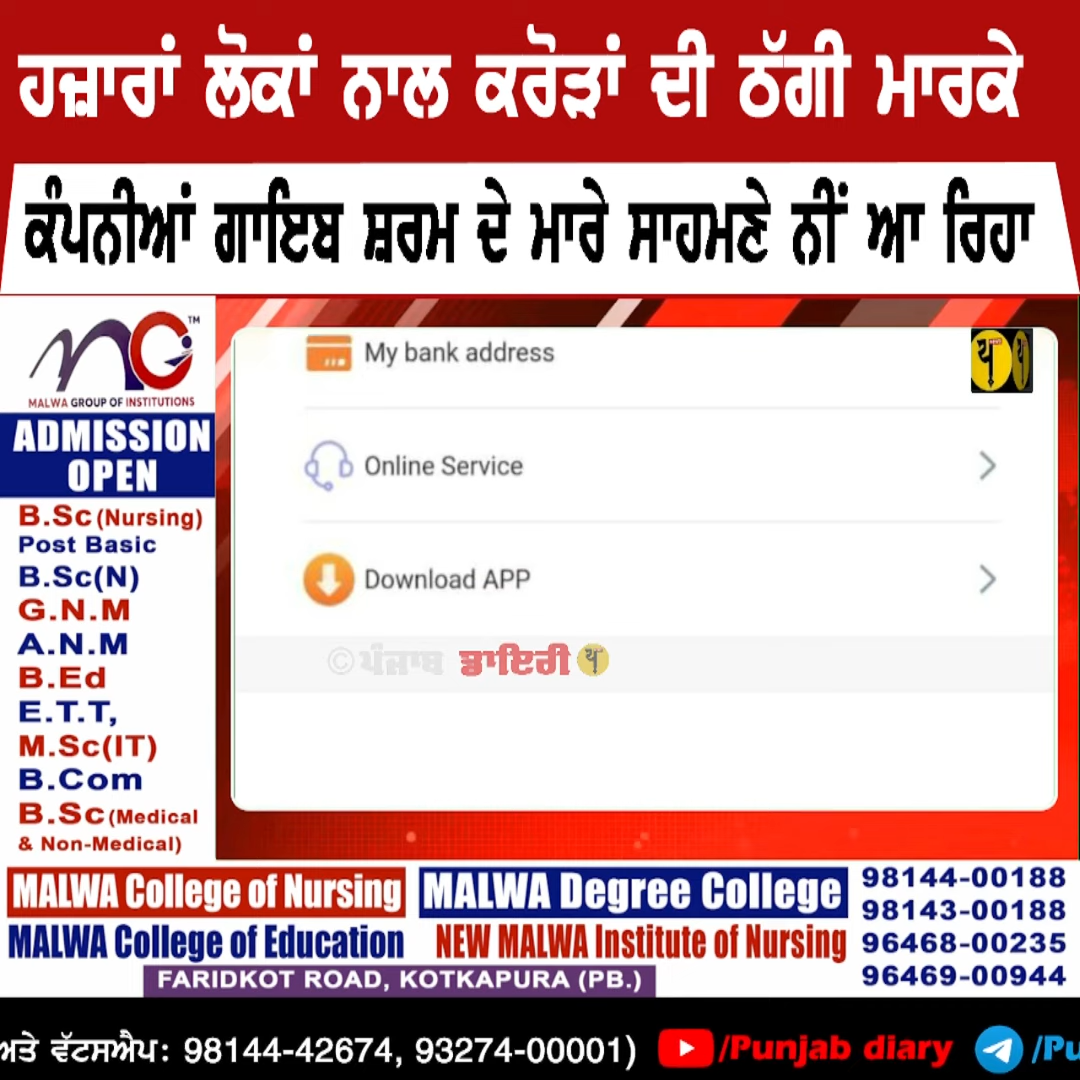 ਹਜ਼ਾਰਾਂ ਲੋਕਾਂ ਨਾਲ ਕਰੋੜਾਂ ਦੀ ਠੱਗੀ ਮਾਰਕੇ
ਕੰਪਨੀਆਂ ਗਾਇਬ ਸ਼ਰਮ ਦੇ ਮਾਰੇ ਸਾਹਮਣੇ ਨੀਂ ਆ ਰਿਹਾ
TM
MALWA GROUP OF INSTITUTIONS
ADMISSION
OPEN
B.Sc (Nursing)
Post Basic
B.Sc(N)
G.N.M
A.N.M
B.Ed
E.T.T,
M.Sc(IT)
B.Com
B.Sc (Medical
& Non-Medical)
My bank address
Online Service
Download APP
© ਪੰਜਾਬ ਡਾਇਰੀ
MALWA College of Nursing
MALWA Degree College
MALWA College of Education
NEW MALWA Institute of Nursing
FARIDKOT ROAD, KOTKAPURA (PB.)
98144-00188
98143-00188
96468-00235
96469-00944
ਅਤੇ ਵੱਟਸਐਪ: 98144-42674, 93274-00001) /Punjab diary /Pu